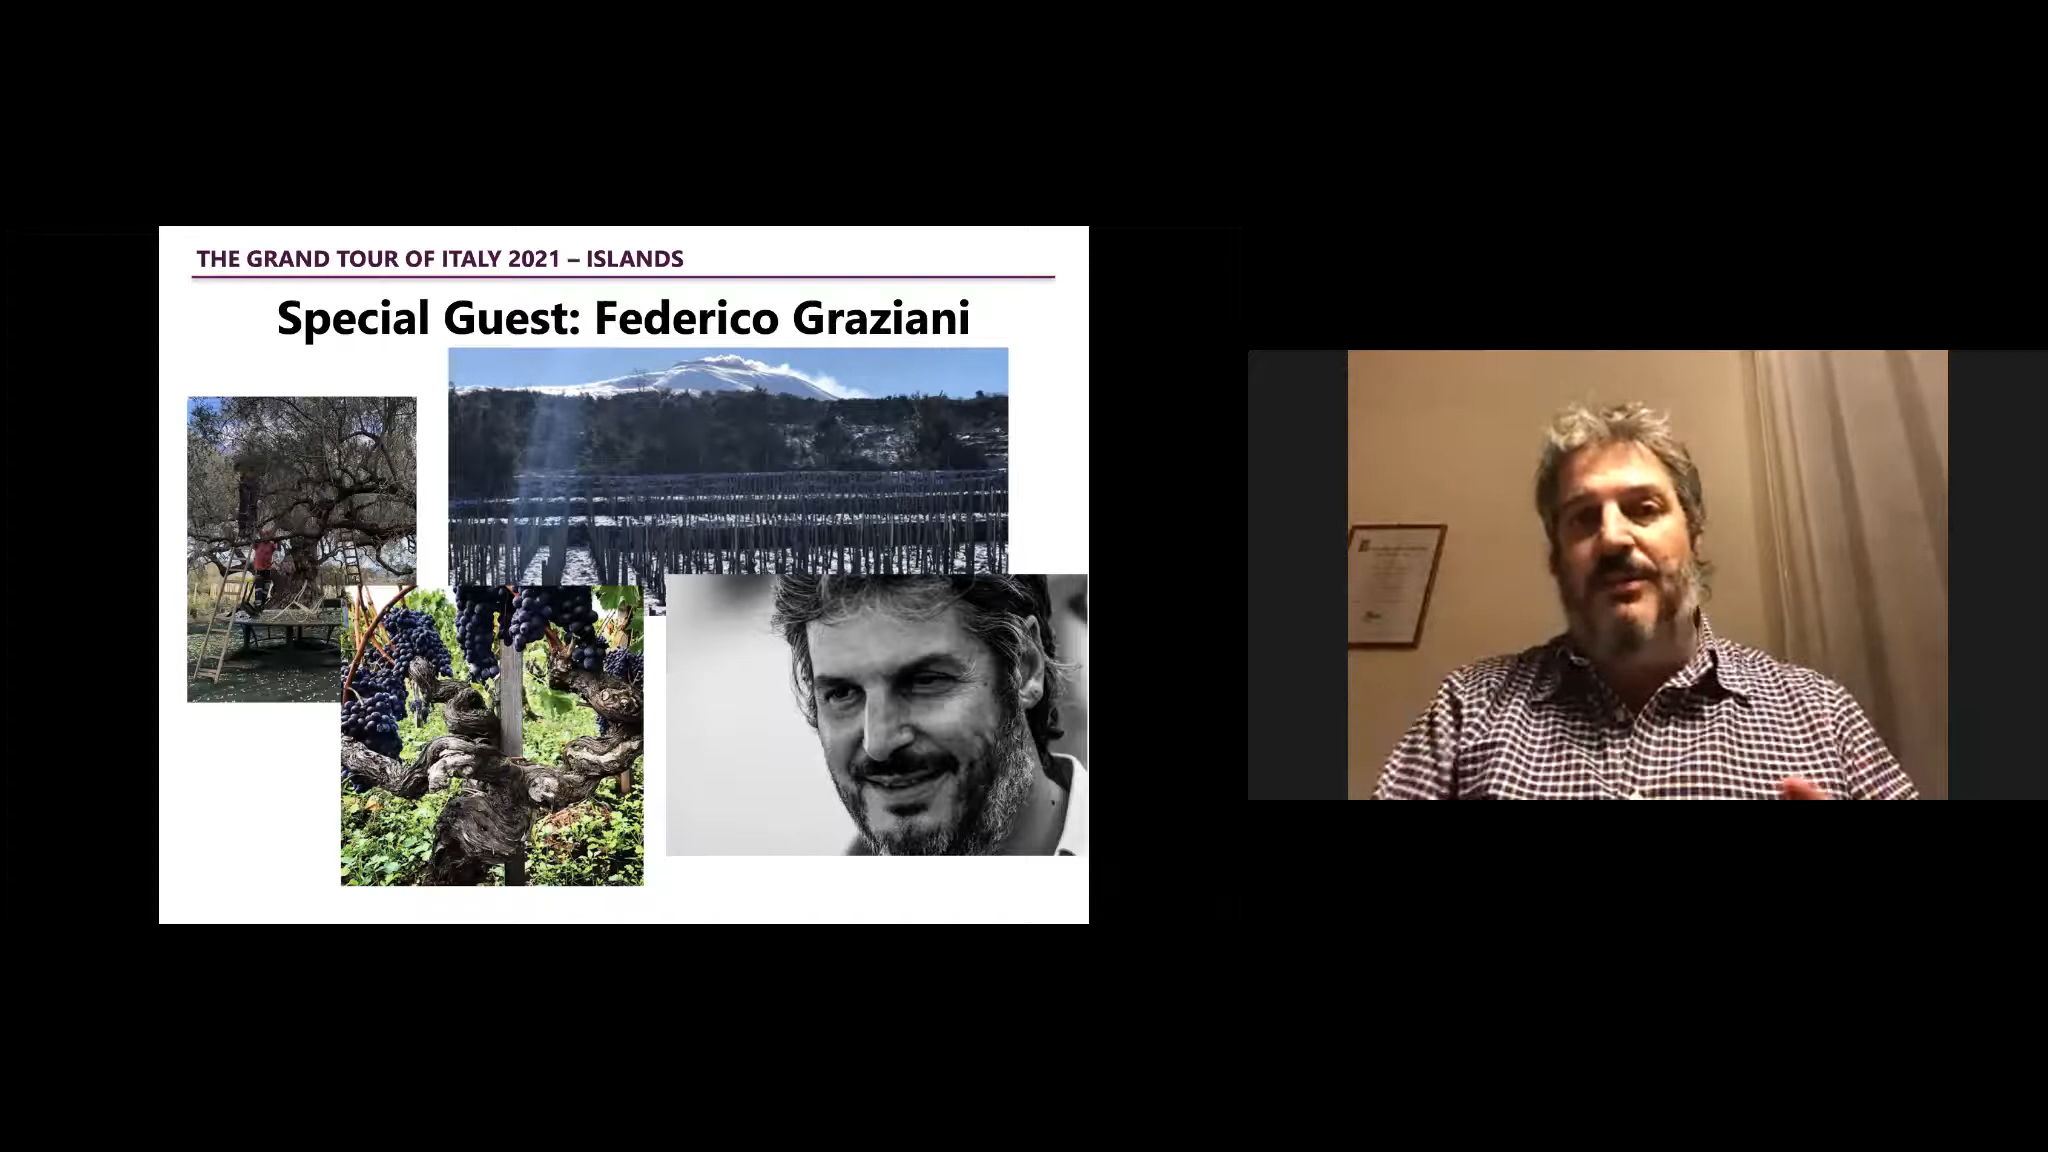 THE GRAND TOUR OF ITALY 2021 – ISLANDS
Special Guest: Federico Graziani